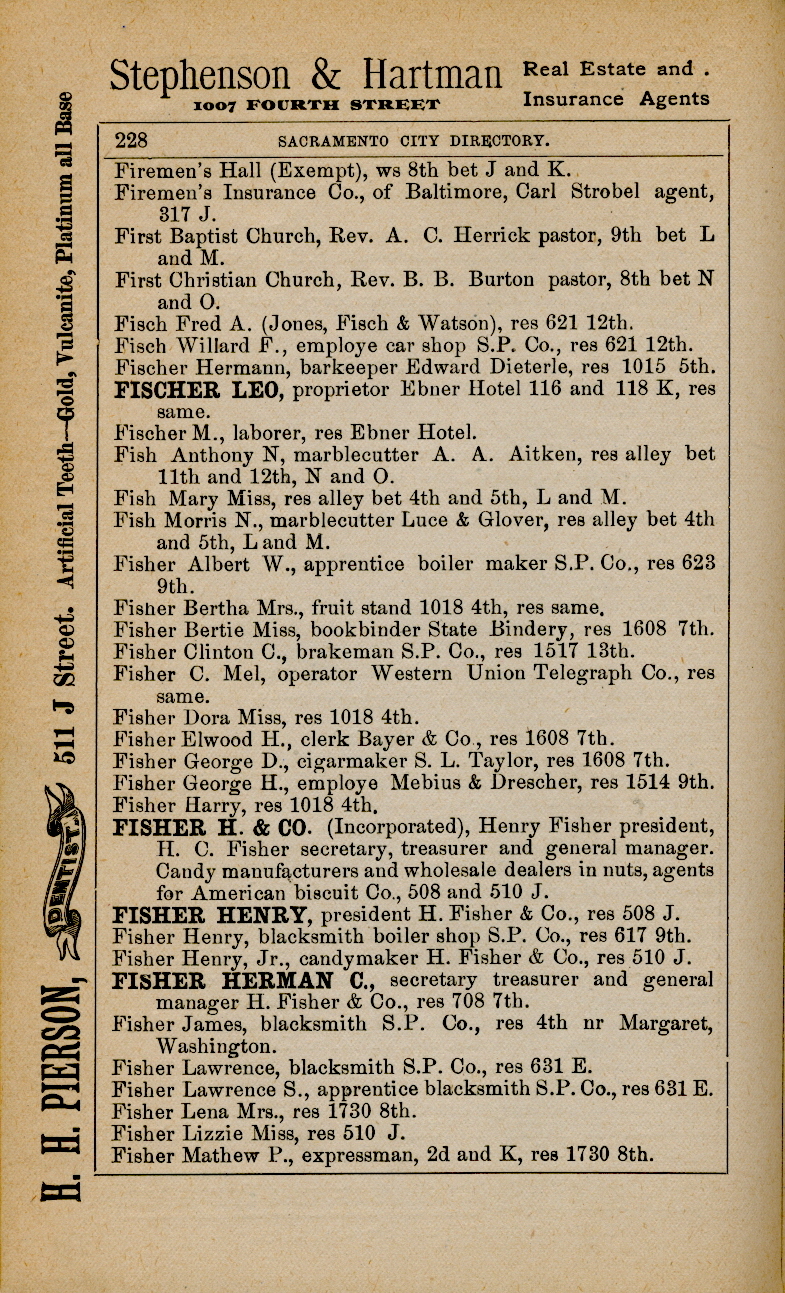 Stephenson & Hartman
1007 FOURTH STREET
Real Estate and .
Insurance Agents
228 SACRAMENTO CITY DIRECTORY.
Firemen's Hall (Exempt), ws 8th bet J and K.
Firemen's Insurance Co., of Baltimore, Carl Strobel agent,
317 J.
First Baptist Church, Rev. A. C. Herrick pastor, 9th bet L
and M.
First Christian Church, Rev. B. B. Burton pastor, 8th bet N
and O.
Fisch Fred A. (Jones, Fisch & Watson), res 621 12th.
Fisch Willard F., employe car shop S.P. Co., res 621 12th.
Fischer Hermann, barkeeper Edward Dieterle, res 1015 5th.
FISCHER LEO, proprietor Ebner Hotel 116 and 118 K, res
same.
Fischer M., laborer, res Ebner Hotel.
Fish Anthony N, marblecutter A. A. Aitken, res alley bet
11th and 12th, N and O.
Fish Mary Miss, res alley bet 4th and 5th, L and M.
Fish Morris N., marblecutter Luce & Glover, res alley bet 4th
and 5th, L and M.
Fisher Albert W., apprentice boiler maker S.P. Co., res 623
9th.
Fisher Bertha Mrs., fruit stand 1018 4th, res same.
Fisher Bertie Miss, bookbinder State Bindery, res 1608 7th.
Fisher Clinton C., brakeman S.P. Co., res 1517 13th.
Fisher C. Mel, operator Western Union Telegraph Co., res
same.
Fisher Dora Miss, res 1018 4th.
Fisher Elwood H., clerk Bayer & Co., res 1608 7th.
Fisher George D., cigarmaker S. L. Taylor, res 1608 7th.
Fisher George H., employe Mebius & Drescher, res 1514 9th.
Fisher Harry, res 1018 4th.
FISHER H. & CO. (Incorporated), Henry Fisher president,
H. C. Fisher secretary, treasurer and general manager.
Candy manufacturers and wholesale dealers in nuts, agents
for American biscuit Co., 508 and 510 J.
FISHER HENRY, president H. Fisher & Co., res 508 J.
Fisher Henry, blacksmith boiler shop S.P. Co., res 617 9th.
Fisher Henry, Jr., candymaker H. Fisher & Co., res 510 J.
FISHER HERMAN C., secretary treasurer and general
manager H. Fisher & Co., res 708 7th.
Fisher James, blacksmith S.P. Co., res 4th nr Margaret,
Washington.
Fisher Lawrence, blacksmith S.P. Co., res 631 E.
Fisher Lawrence S., apprentice blacksmith S.P. Co., res 631 E.
Fisher Lena Mrs., res 1730 8th.
Fisher Lizzie Miss, res 510 J.
Fisher Mathew P., expressman, 2d and K, res 1730 8th.
H. H. PIERSON, DENTIST, 511 J Street. Artificial Teeth—Gold, Vulcanite, Platinum all Base